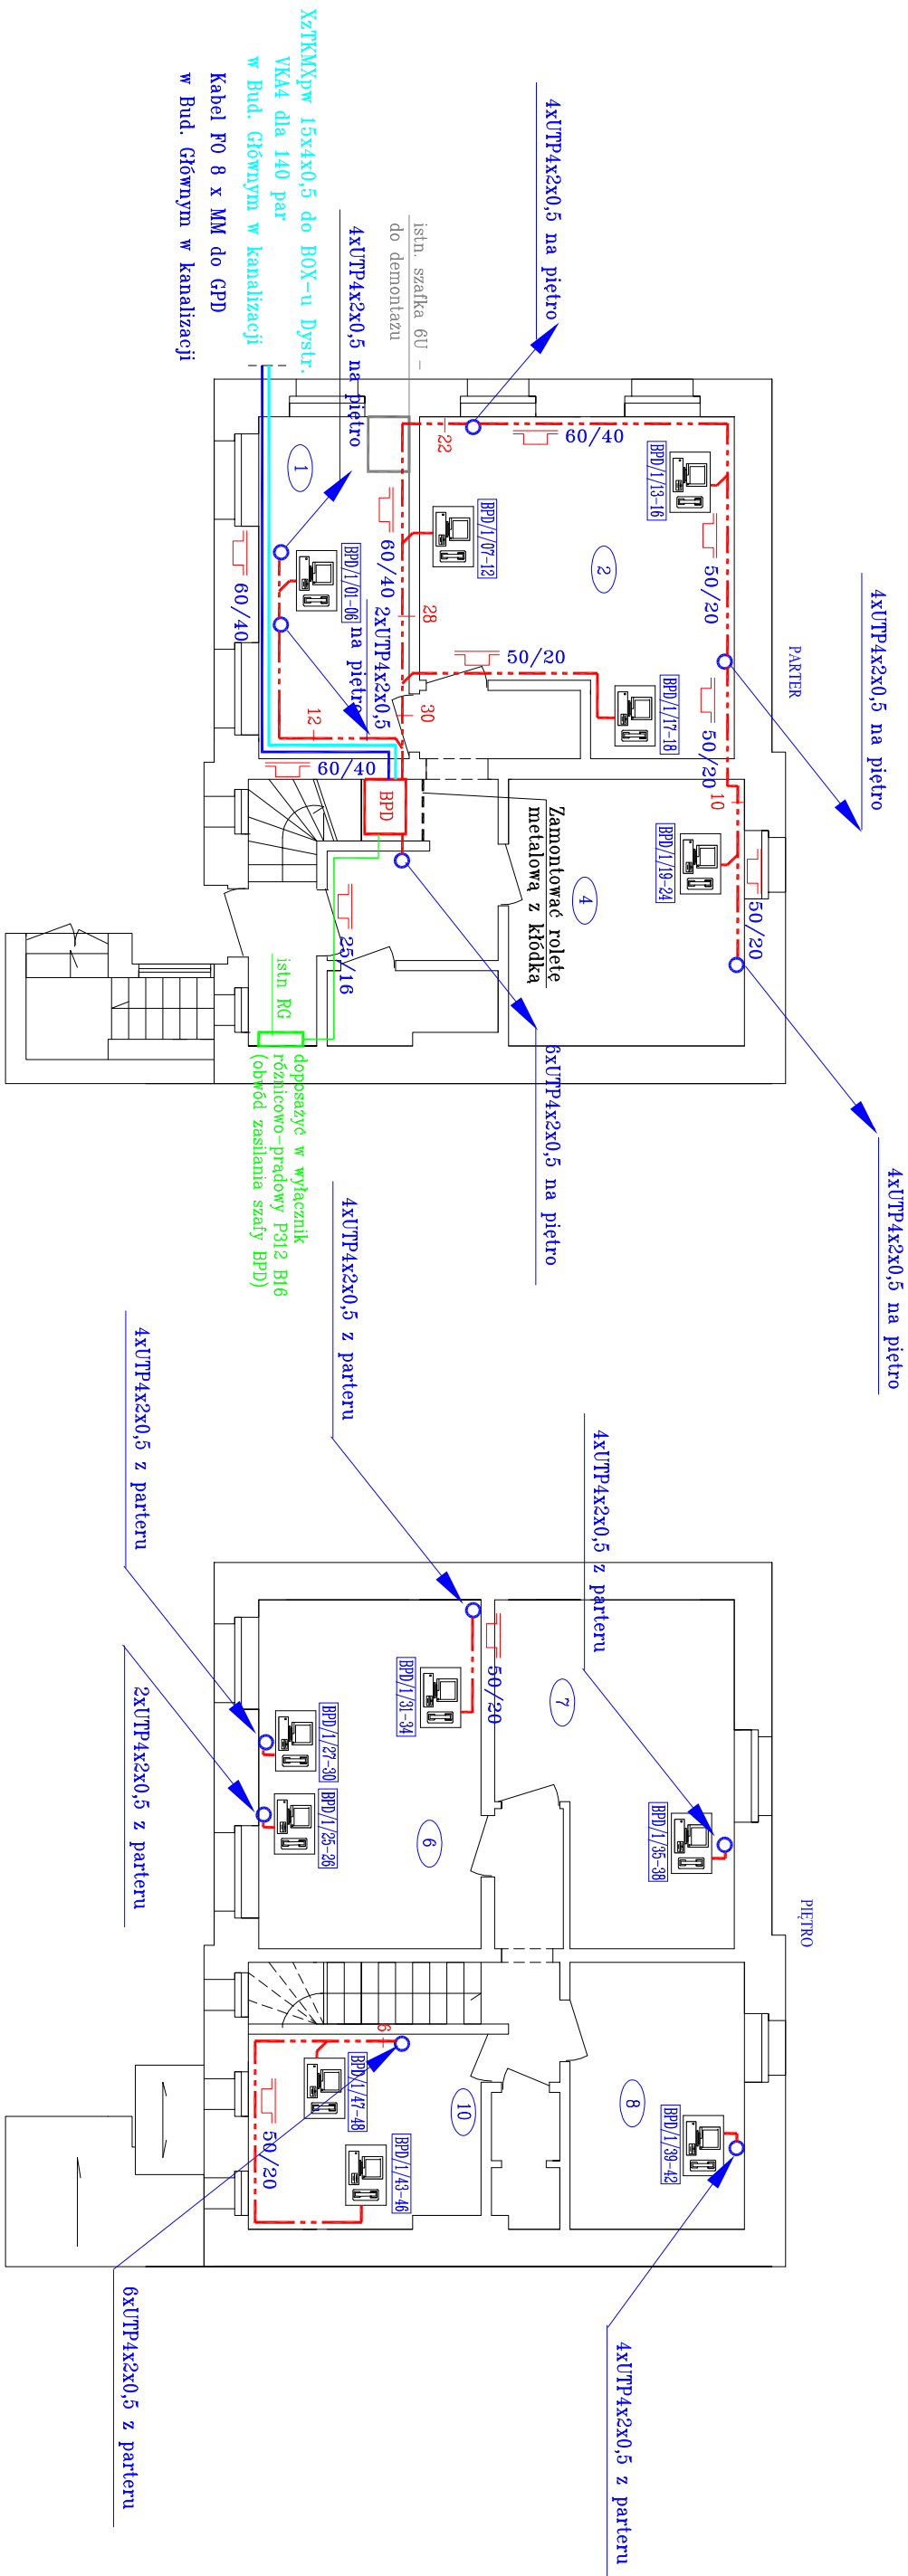 PARTER
4xUTP4x2x0,5 na piętro
4xUTP4x2x0,5 na piętro
4xUTP4x2x0,5 na piętro
istn. szafka 6U –
do demontażu
4xUTP4x2x0,5 na piętro
XzTKMXpw 15x4x0,5 do BOX-u Dystr.
VKA4 dla 140 par
w Bud. Głównym w kanalizacji
Kabel FO 8 x MM do GPD
w Bud. Głównym w kanalizacji
BPD/1/13-16
60/40
50/20
22
2
BPD/1/07-12
60/40
28
1
BPD/1/01-06
60/40
2xUTP4x2x0,5
na piętro
50/20
30
BPD/1/17-18
50/20
10
12
60/40
BPD
Zamontować roletę
metalową z kłódką
4
BPD/1/19-24
50/20
25/16
istn RG
6xUTP4x2x0,5 na piętro
doposażyć w wyłacznik
róznicowo-prądowy P312 B16
(obwód zasilania szafy BPD)
PIĘTRO
4xUTP4x2x0,5 z parteru
4xUTP4x2x0,5 z parteru
4xUTP4x2x0,5 z parteru
2xUTP4x2x0,5 z parteru
50/20
7
BPD/1/31-34
BPD/1/27-30
BPD/1/25-26
6
BPD/1/35-38
6
BPD/1/47-48
10
8
BPD/1/39-42
50/20
BPD/1/43-46
6xUTP4x2x0,5 z parteru
4xUTP4x2x0,5 z parteru